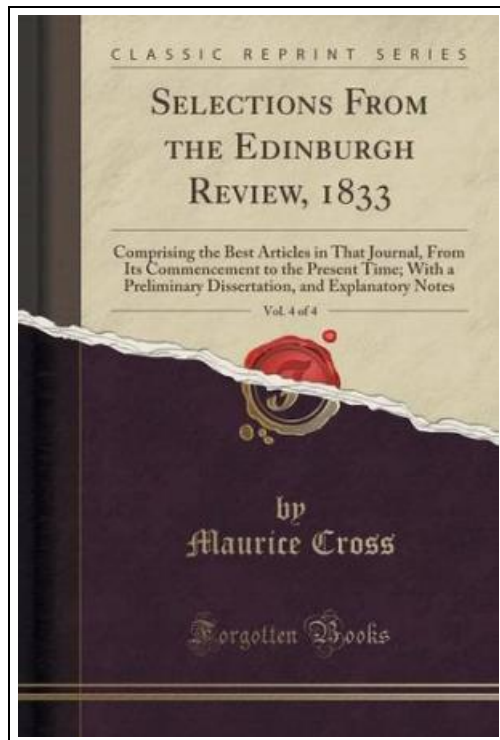 CLASSIC REPRINT SERIES
SELECTIONS FROM
THE EDINBURGH
REVIEW, 1833
Comprising the Best Articles in That Journal, From
Its Commencement to the Present Time; With a
Preliminary Dissertation, and Explanatory Notes
Vol. 4 of 4
by
Maurice Cross
Forgotten Books